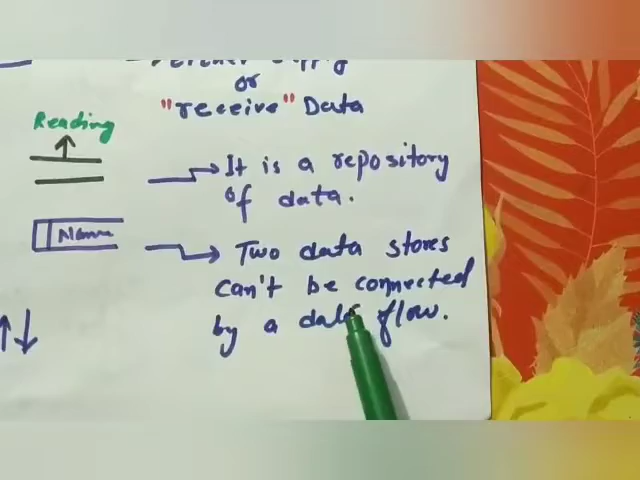 or
"receive" Data
Reading
It is a repository
of data.
Name
Two data stores
can't be connected
by a data flow.